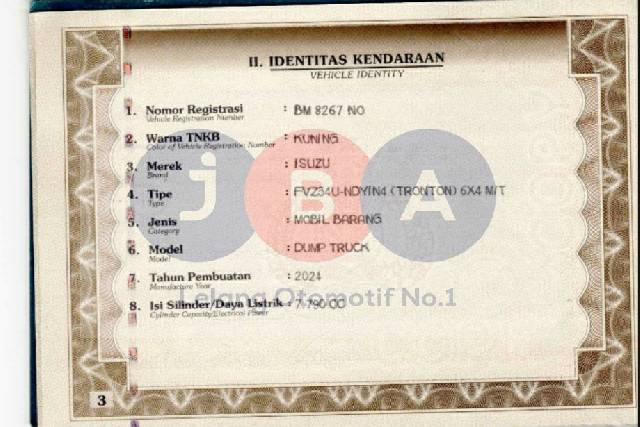 II. IDENTITAS KENDARAAN
VEHICLE IDENTITY
1. Nomor Registrasi : BM 8267 NO
Vehicle Registration Number
2. Warna TNKB : KUNING
Color of Vehicle Registration Number
3. Merek : ISUZU
Brand
4. Tipe : FVZ34U-NDYIN4 (TRONTON) 6X4 M/T
Type
5. Jenis : MOBIL BARANG
Category
6. Model : DUMP TRUCK
Model
7. Tahun Pembuatan : 2024
Manufacture Year
8. Isi Silinder/Daya Listrik : 7.790 CC
Cylinder Capacity/Electrical Power
JBA
Lelang Otomotif No.1
3